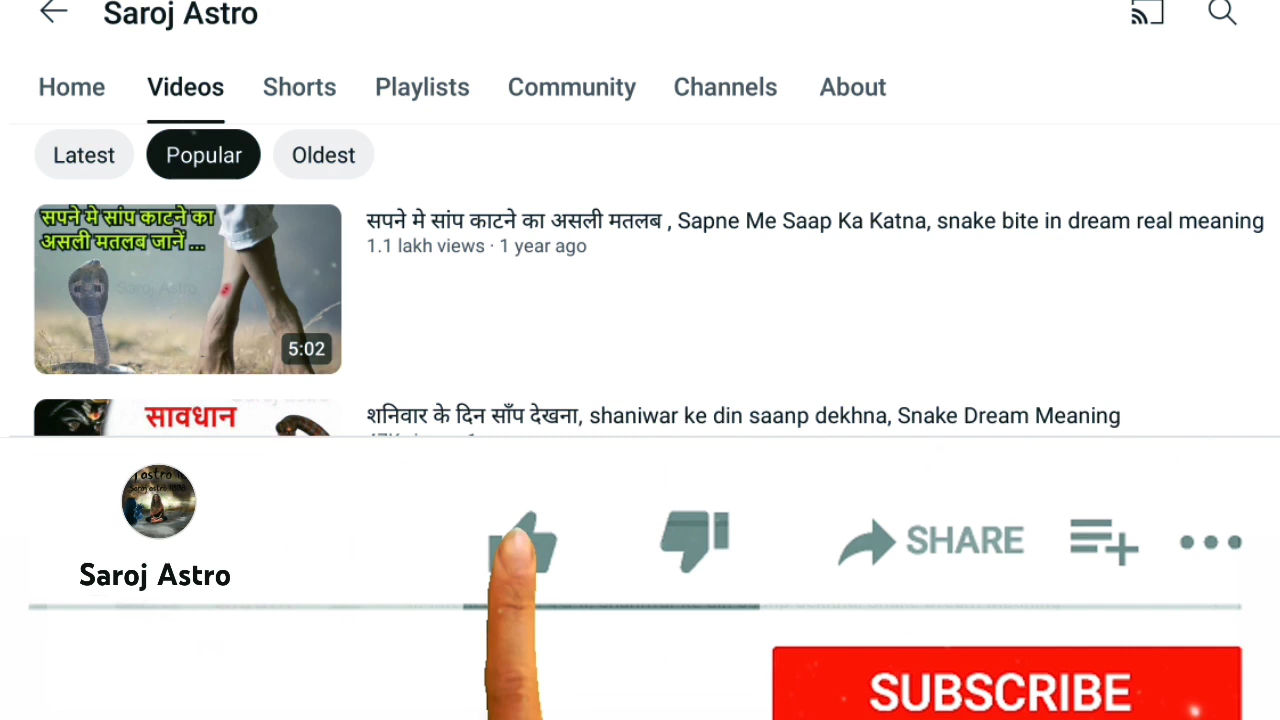 Saroj Astro
Home Videos Shorts Playlists Community Channels About
Latest Popular Oldest
सपने मे सांप काटने का
असली मतलब जानें ...
Saroj Astro
5:02
सपने मे सांप काटने का असली मतलब , Sapne Me Saap Ka Katna, snake bite in dream real meaning
1.1 lakh views · 1 year ago
सावधान
शनिवार के दिन साँप देखना, shaniwar ke din saanp dekhna, Snake Dream Meaning
Saroj Astro
SHARE
SUBSCRIBE